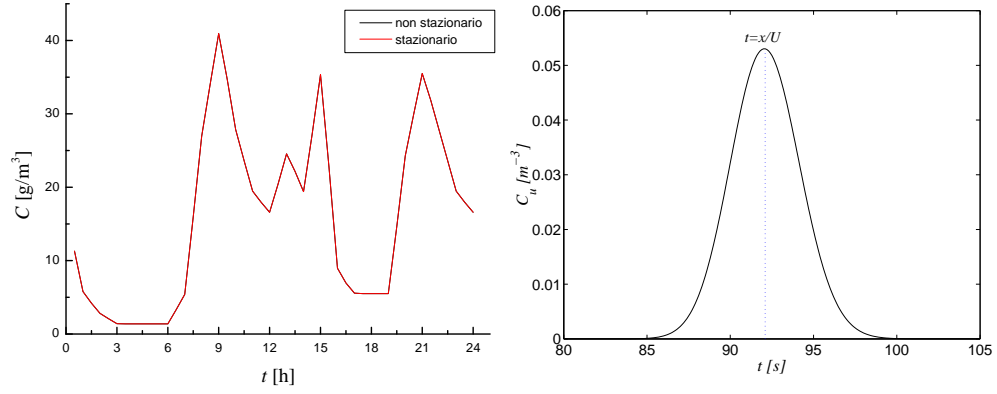 non stazionario
stazionario
40
30
20
10
0
C [g/m³]
0 3 6 9 12 15 18 21 24
t [h]
0.06
0.05
0.04
0.03
0.02
0.01
0
C_u [m⁻³]
t=x/U
80 85 90 95 100 105
t [s]